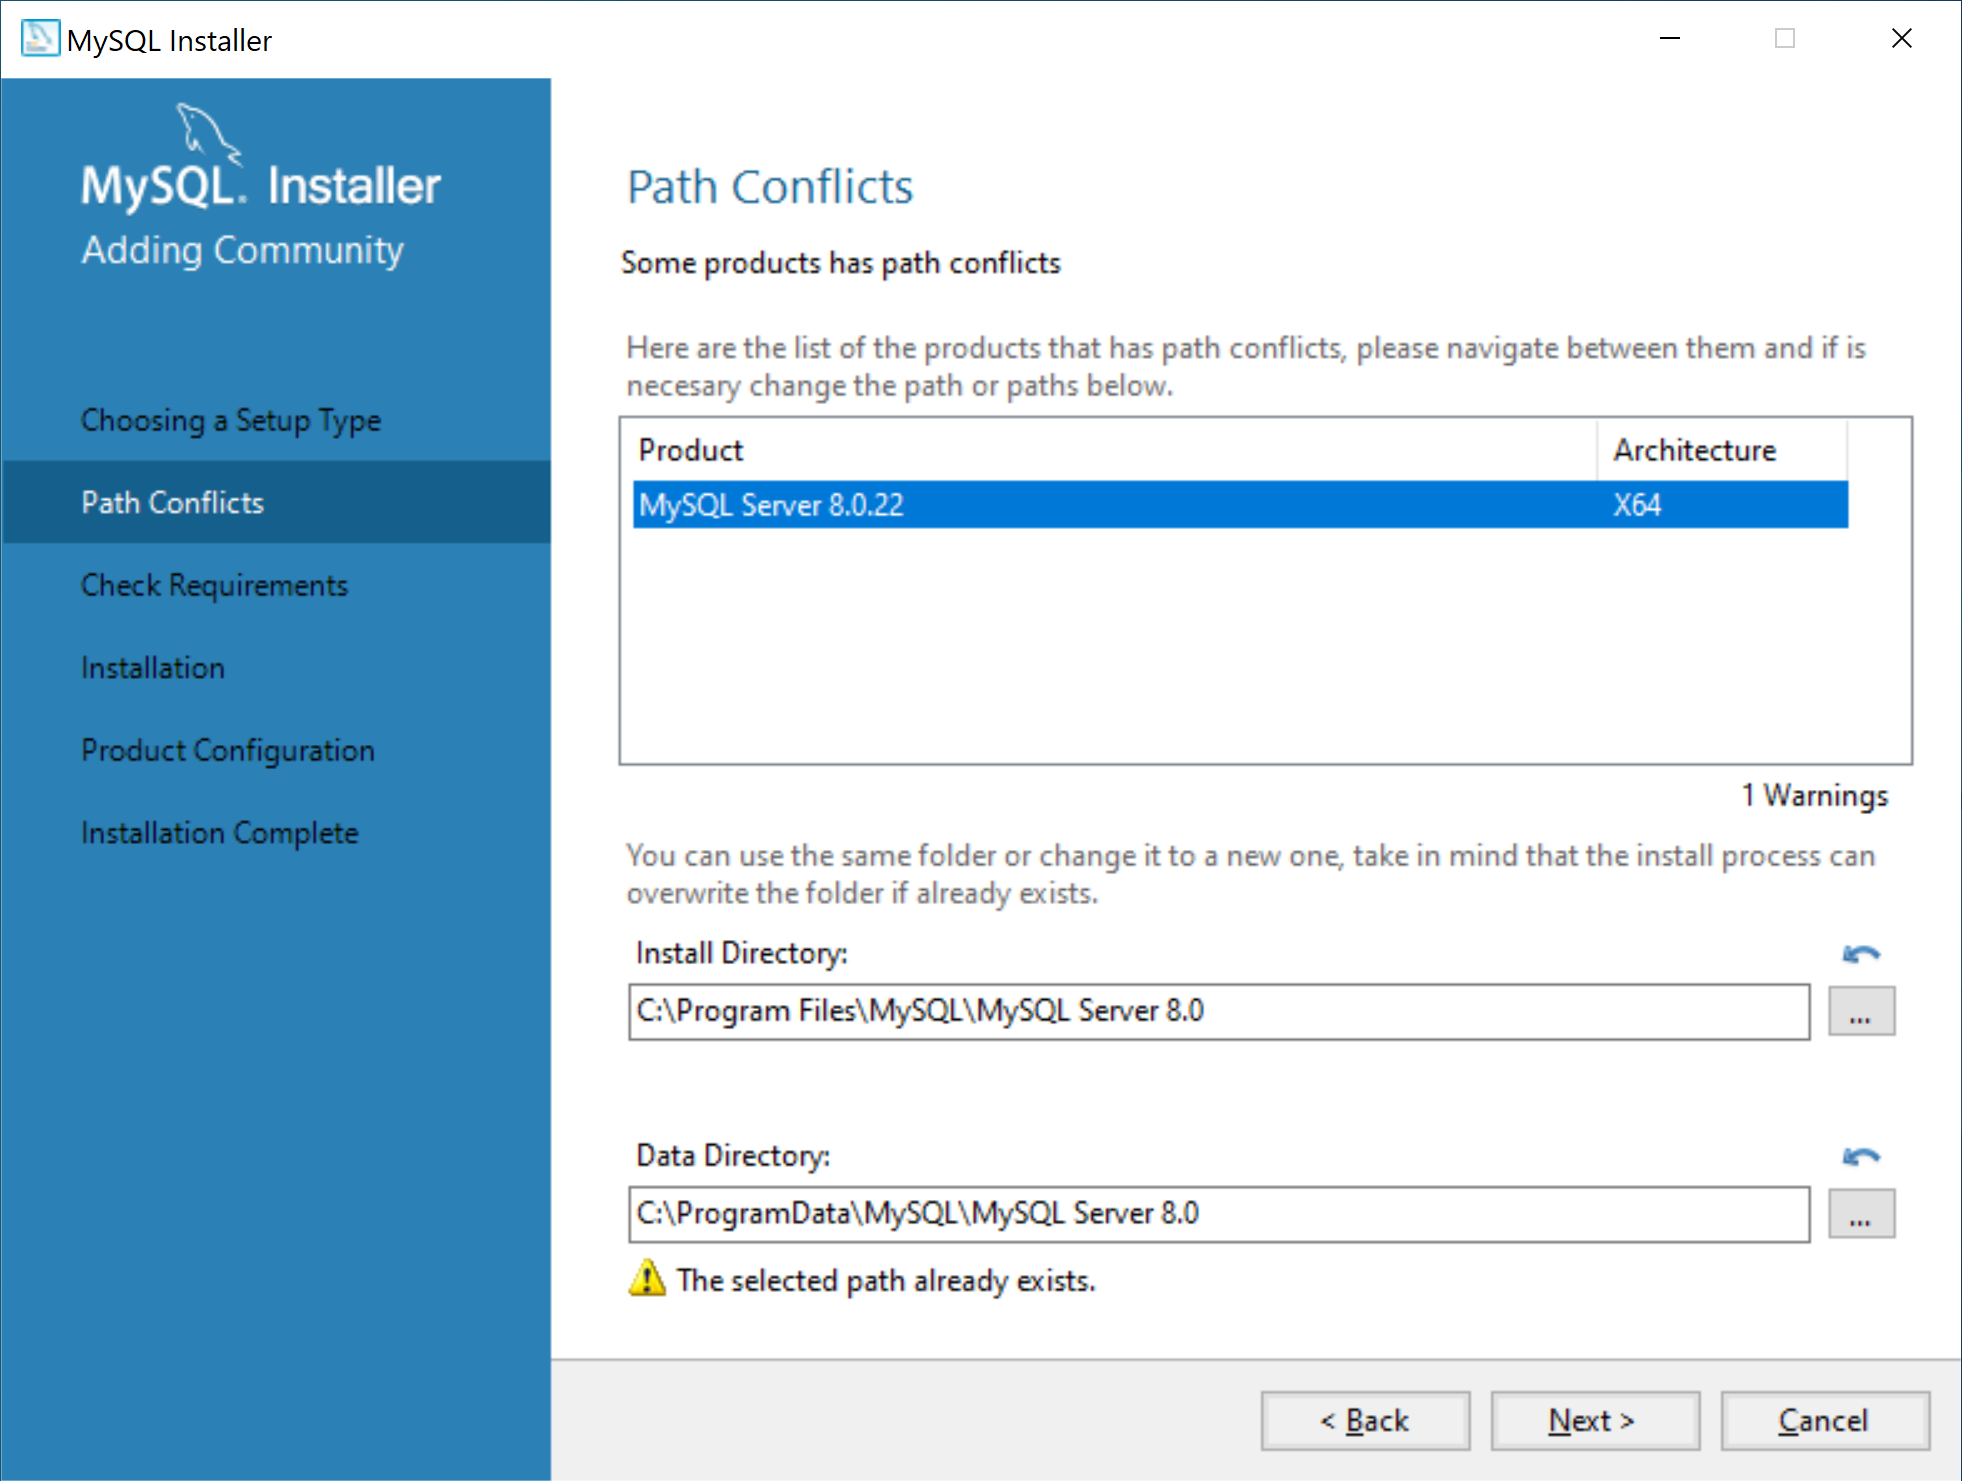 MySQL Installer
MySQL. Installer
Adding Community
Choosing a Setup Type
Path Conflicts
Check Requirements
Installation
Product Configuration
Installation Complete
Path Conflicts
Some products has path conflicts
Here are the list of the products that has path conflicts, please navigate between them and if is
necesary change the path or paths below.
Product Architecture
MySQL Server 8.0.22 X64
1 Warnings
You can use the same folder or change it to a new one, take in mind that the install process can
overwrite the folder if already exists.
Install Directory:
C:\Program Files\MySQL\MySQL Server 8.0
...
Data Directory:
C:\ProgramData\MySQL\MySQL Server 8.0
...
The selected path already exists.
< Back Next > Cancel